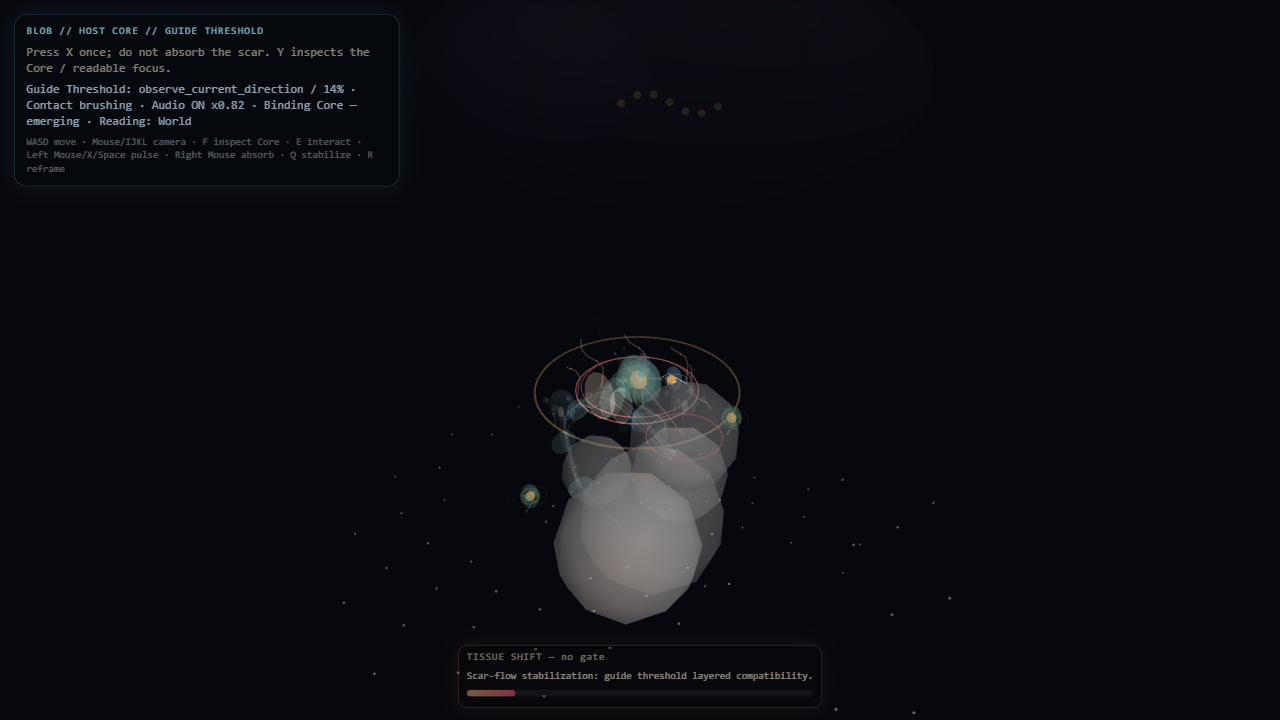 BLOB // HOST CORE // GUIDE THRESHOLD
Press X once; do not absorb the scar. Y inspects the
Core / readable focus.
Guide Threshold: observe_current_direction / 14% ·
Contact brushing · Audio ON x0.82 · Binding Core —
emerging · Reading: World
WASD move · Mouse/IJKL camera · F inspect Core · E interact ·
Left Mouse/X/Space pulse · Right Mouse absorb · Q stabilize · R
reframe
TISSUE SHIFT — no gate
Scar-flow stabilization: guide threshold layered compatibility.